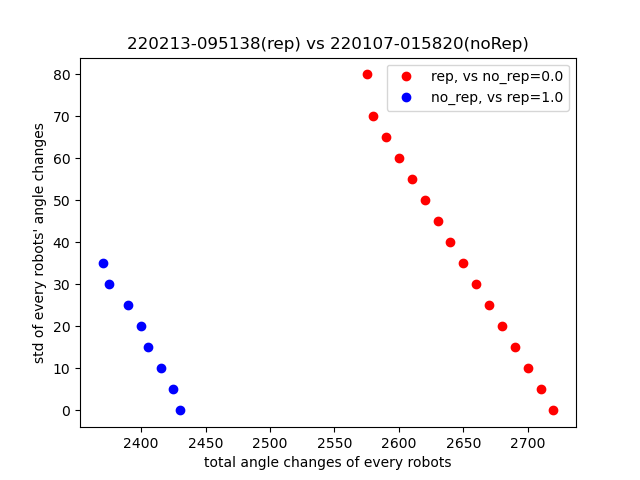 220213-095138(rep) vs 220107-015820(noRep)
rep, vs no_rep=0.0
no_rep, vs rep=1.0
std of every robots' angle changes
80
70
60
50
40
30
20
10
0
2400 2450 2500 2550 2600 2650 2700
total angle changes of every robots